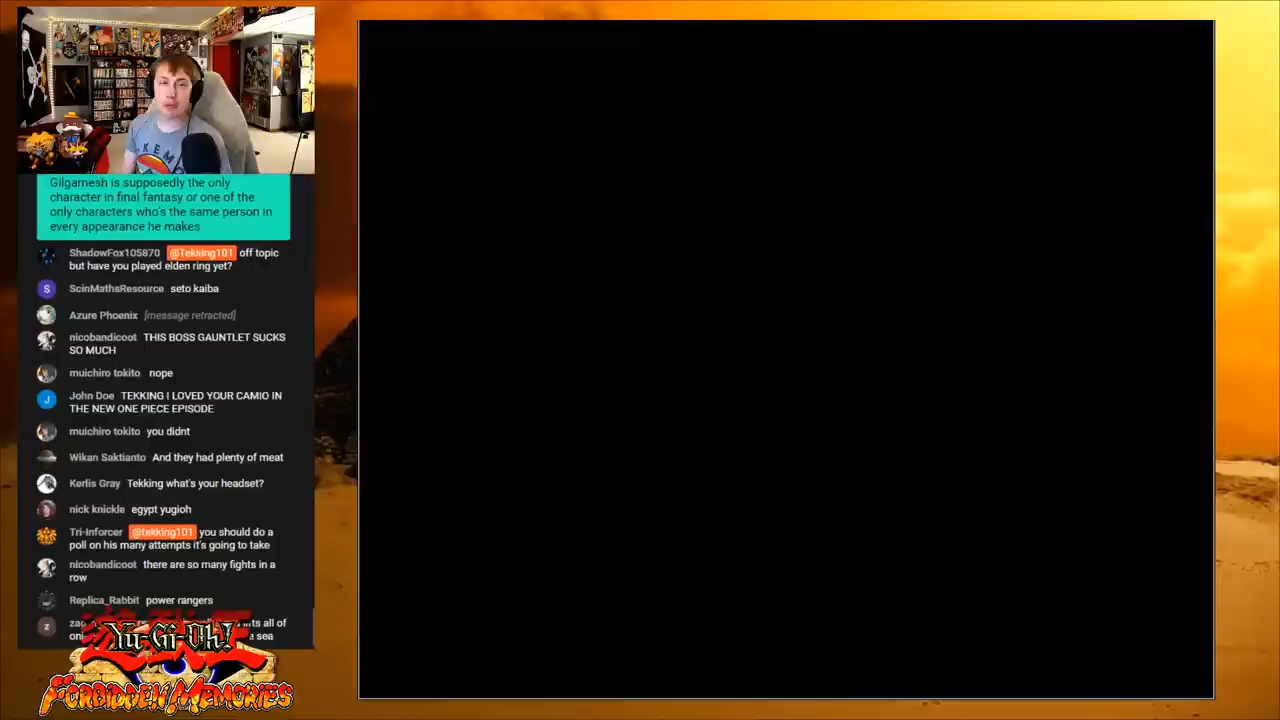 KEM
Gilgamesh is supposedly the only
character in final fantasy or one of the
only characters who's the same person in
every appearance he makes
ShadowFox105870 @Tekking101 off topic
but have you played elden ring yet?
S ScinMathsResource seto kaiba
Azure Phoenix [message retracted]
nicobandicoot THIS BOSS GAUNTLET SUCKS
SO MUCH
muichiro tokito nope
J John Doe TEKKING I LOVED YOUR CAMIO IN
THE NEW ONE PIECE EPISODE
muichiro tokito you didnt
Wikan Saktianto And they had plenty of meat
Kerlis Gray Tekking what's your headset?
nick knickle egypt yugioh
Tri-Inforcer @tekking101 you should do a
poll on his many attempts it's going to take
nicobandicoot there are so many fights in a
row
Replica_Rabbit power rangers
z all of
sea
Yu-Gi-Oh!
FORBIDDEN MEMORIES